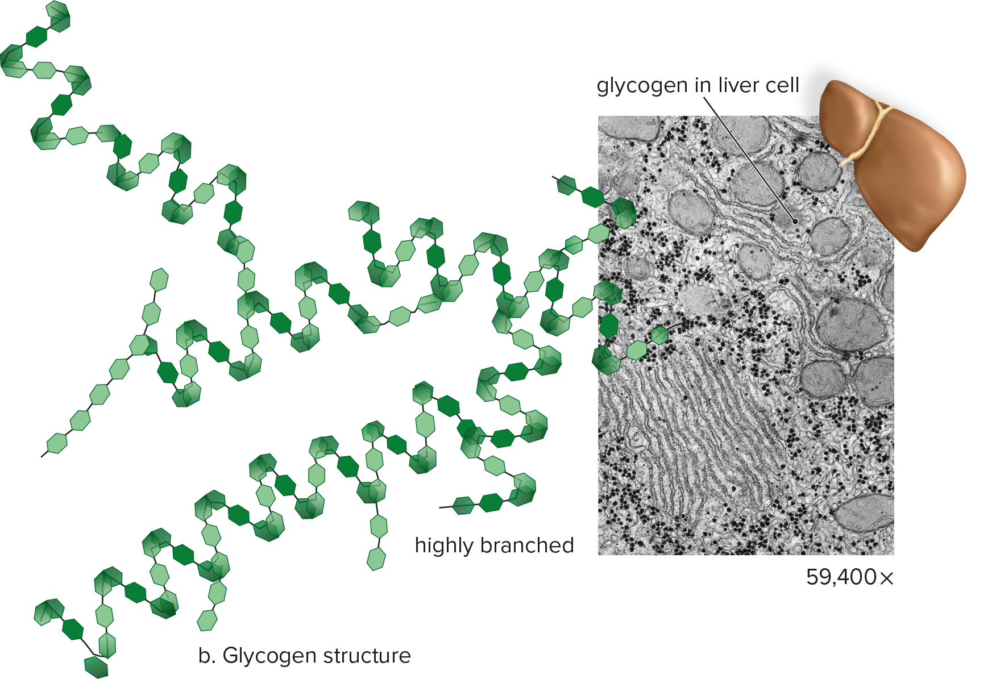 glycogen in liver cell
highly branched
59,400×
b. Glycogen structure